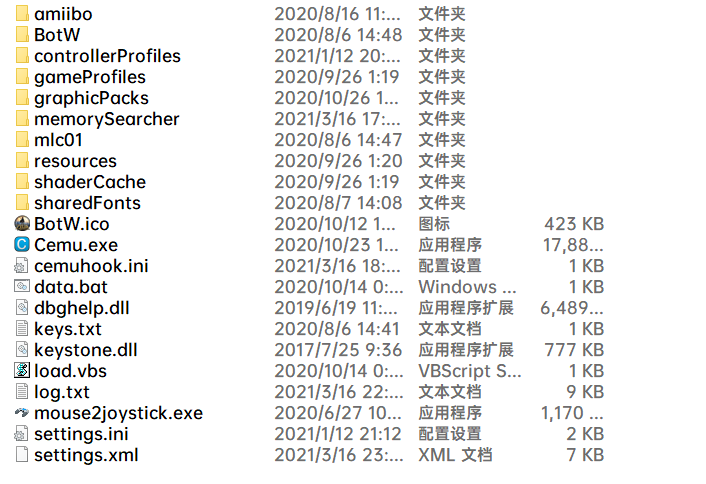 amiibo 2020/8/16 11:... 文件夹
BotW 2020/8/6 14:48 文件夹
controllerProfiles 2021/1/12 20:... 文件夹
gameProfiles 2020/9/26 1:19 文件夹
graphicPacks 2020/10/26 1... 文件夹
memorySearcher 2021/3/16 17:... 文件夹
mlc01 2020/8/6 14:47 文件夹
resources 2020/9/26 1:20 文件夹
shaderCache 2020/9/26 1:19 文件夹
sharedFonts 2020/8/7 14:08 文件夹
BotW.ico 2020/10/12 1... 图标 423 KB
Cemu.exe 2020/10/23 1... 应用程序 17,88...
cemuhook.ini 2021/3/16 18:... 配置设置 1 KB
data.bat 2020/10/14 0:... Windows ... 1 KB
dbghelp.dll 2019/6/19 11:... 应用程序扩展 6,489...
keys.txt 2020/8/6 14:41 文本文档 1 KB
keystone.dll 2017/7/25 9:36 应用程序扩展 777 KB
load.vbs 2020/10/14 0:... VBScript S... 1 KB
log.txt 2021/3/16 22:... 文本文档 9 KB
mouse2joystick.exe 2020/6/27 10... 应用程序 1,170 ...
settings.ini 2021/1/12 21:12 配置设置 2 KB
settings.xml 2021/3/16 23:... XML 文档 7 KB